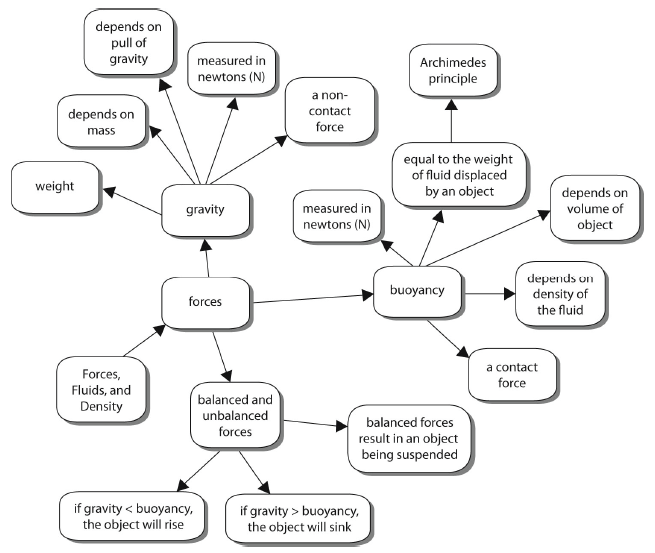 depends on
pull of
gravity
measured in
newtons (N)
Archimedes
principle
depends on
mass
a non-
contact
force
weight
gravity
equal to the weight
of fluid displaced
by an object
measured in
newtons (N)
depends on
volume of
object
forces
buoyancy
depends on
density of
the fluid
Forces,
Fluids, and
Density
a contact
force
balanced and
unbalanced
forces
balanced forces
result in an object
being suspended
if gravity < buoyancy,
the object will rise
if gravity > buoyancy,
the object will sink